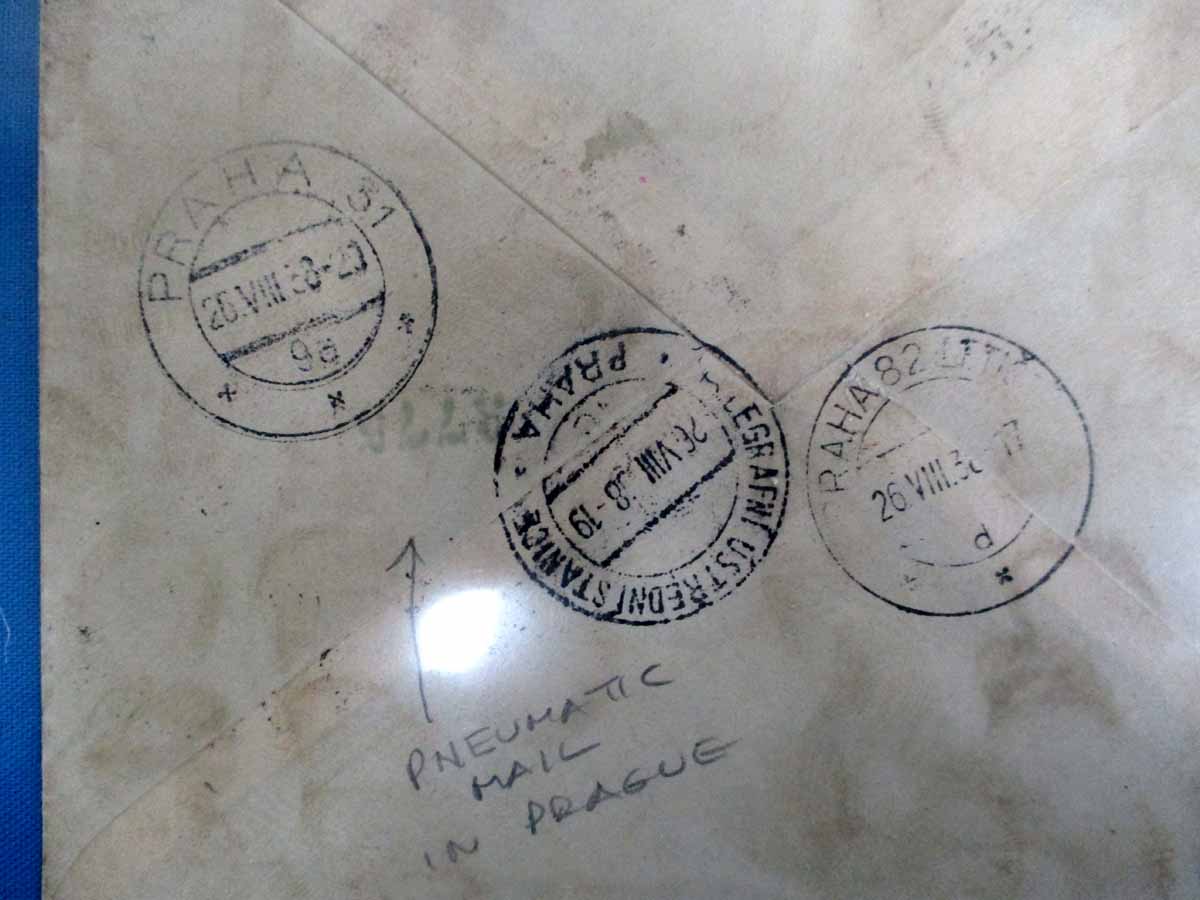 PRAHA 31
26.VIII.38-20
9a
TELEGRAFNÍ ÚSTŘEDNÍ STANICE
PRAHA
26.VIII.38-19
PRAHA 82
26.VIII.38-17
P
PNEUMATIC
MAIL
IN PRAGUE